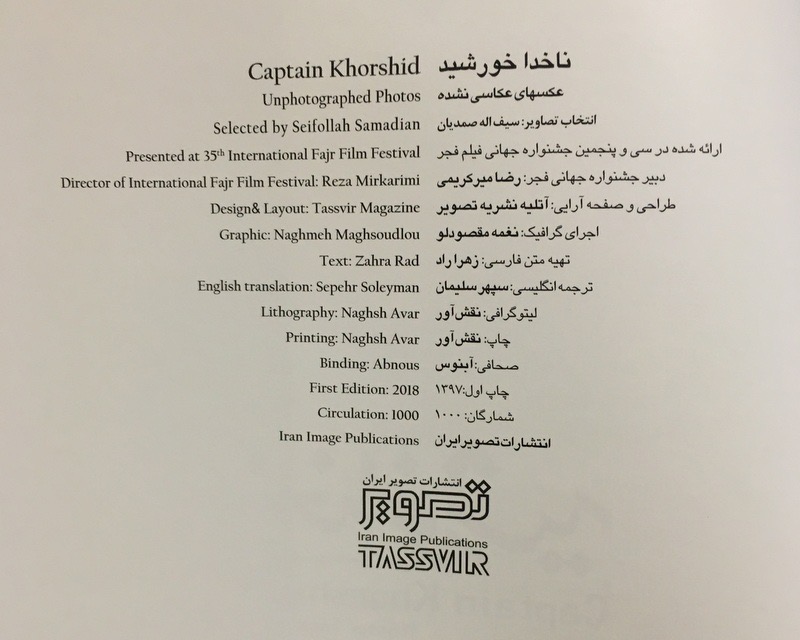 Captain Khorshid ناخدا خورشید
Unphotographed Photos عکسهای عکاسی نشده
Selected by Seifollah Samadian انتخاب تصاویر: سیف اله صمدیان
Presented at 35th International Fajr Film Festival ارائه شده در سی و پنجمین جشنواره جهانی فیلم فجر
Director of International Fajr Film Festival: Reza Mirkarimi دبیر جشنواره جهانی فجر: رضا میرکریمی
Design& Layout: Tassvir Magazine طراحی و صفحه آرایی: آتلیه نشریه تصویر
Graphic: Naghmeh Maghsoudlou اجرای گرافیک: نغمه مقصودلو
Text: Zahra Rad تهیه متن فارسی: زهرا راد
English translation: Sepehr Soleyman ترجمه انگلیسی: سپهر سلیمان
Lithography: Naghsh Avar لیتوگرافی: نقش‌آور
Printing: Naghsh Avar چاپ: نقش‌آور
Binding: Abnous صحافی: آبنوس
First Edition: 2018 چاپ اول: ۱۳۹۷
Circulation: 1000 شمارگان: ۱۰۰۰
Iran Image Publications انتشارات تصویر ایران
انتشارات تصویر ایران
تصویر
Iran Image Publications
TASSVIR